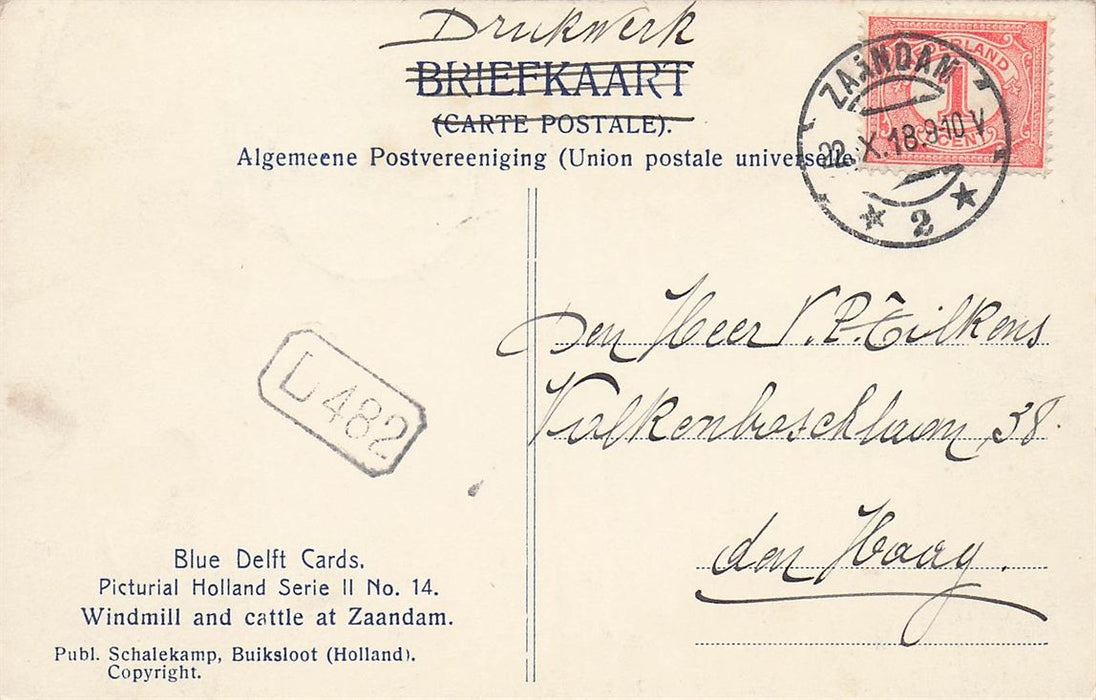 Drukwerk
BRIEFKAART
(CARTE POSTALE).
Algemeene Postvereeniging (Union postale universelle
NEDERLAND
1
CENT
ZAANDAM
22.X.18.9-10 V
2
Den Heer V. P. Tilkens
Valkenboschlaan 38.
den Haag.
L 482
Blue Delft Cards.
Picturial Holland Serie II No. 14.
Windmill and cattle at Zaandam.
Publ. Schalekamp, Buiksloot (Holland).
Copyright.